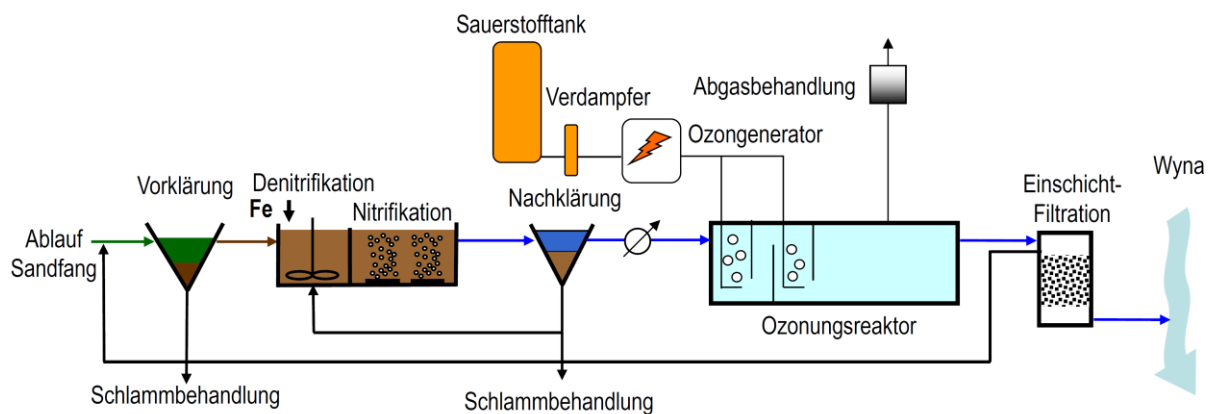 Sauerstofftank
Verdampfer
Abgasbehandlung
Ozongenerator
Vorklärung
Denitrifikation
Fe
Nitrifikation
Nachklärung
Einschicht-
Filtration
Wyna
Ablauf
Sandfang
Ozonungsreaktor
Schlammbehandlung
Schlammbehandlung